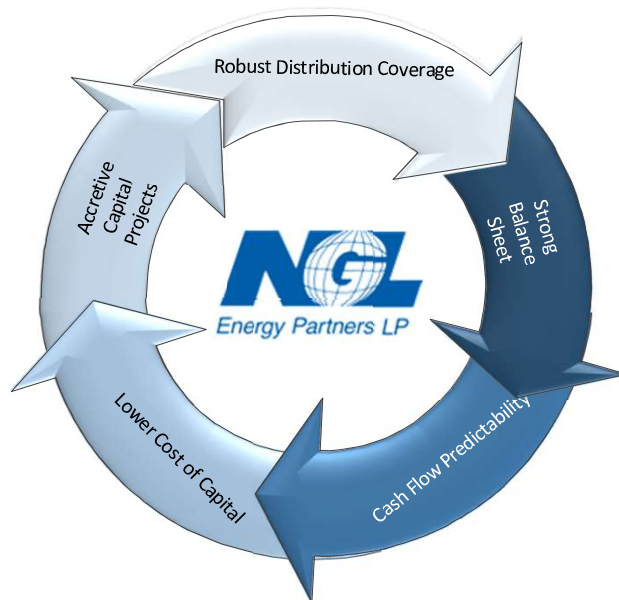 Robust Distribution Coverage
Strong
Balance
Sheet
Cash Flow Predictability
Lower Cost of Capital
Accretive
Capital
Projects
NGL
Energy Partners LP